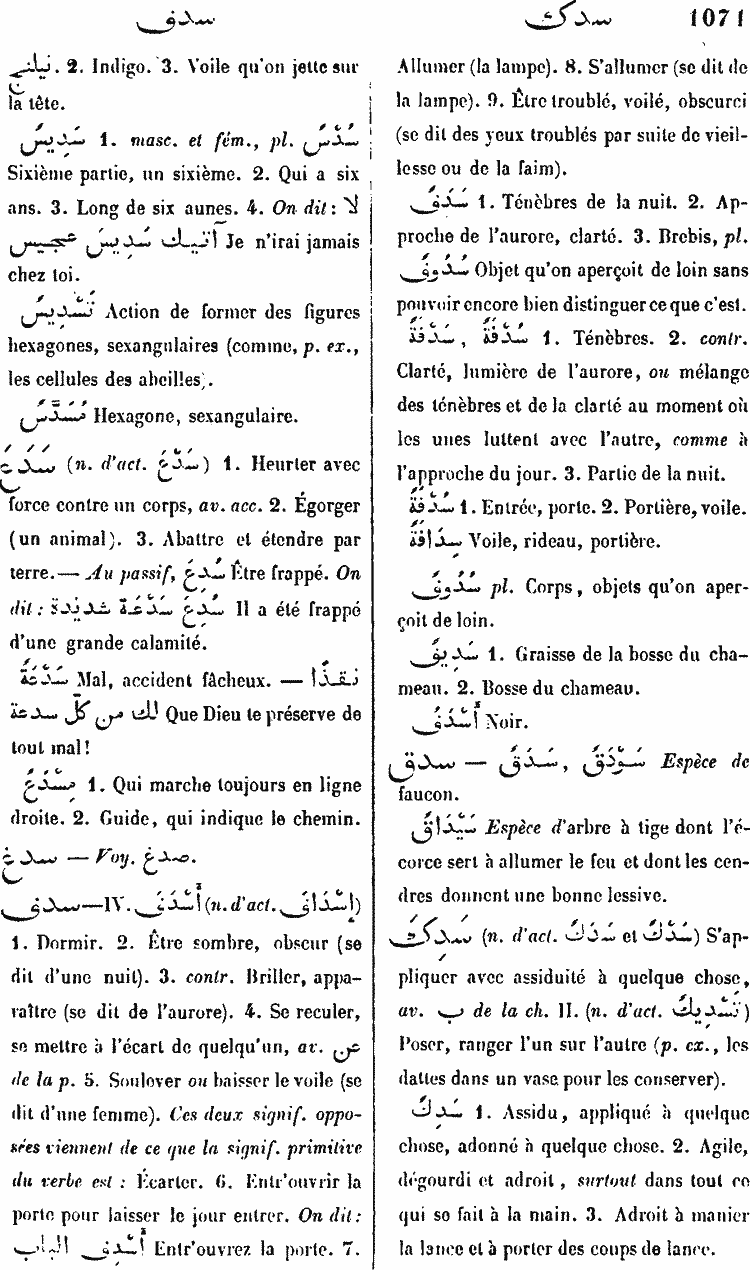 سدف
سدك 1071
نيلج. 2. Indigo. 3. Voile qu'on jette sur
la tête.
سَدِيسٌ 1. masc. et fém., pl. سُدُسٌ
Sixième partie, un sixième. 2. Qui a six
ans. 3. Long de six aunes. 4. On dit: لا
آتيك سَدِيسَ عجيس Je n'irai jamais
chez toi.
تَسْدِيسٌ Action de former des figures
hexagones, sexangulaires (comme, p. ex.,
les cellules des abeilles).
مُسَدَّسٌ Hexagone, sexangulaire.
سَدَعَ (n. d'act. سَدْعٌ) 1. Heurter avec
force contre un corps, av. acc. 2. Égorger
(un animal). 3. Abattre et étendre par
terre.— Au passif, سُدِعَ Être frappé. On
dit: سُدِعَ سَدْعَةً شديدة Il a été frappé
d'une grande calamité.
سَدْعَةٌ Mal, accident fâcheux. — نقذًا
لك من كلّ سدعة Que Dieu te préserve de
tout mal!
مِسْدَعٌ 1. Qui marche toujours en ligne
droite. 2. Guide, qui indique le chemin.
سدغ — Voy. صدغ.
سدف—IV. أَسْدَفَ (n. d'act. إِسْدَافٌ)
1. Dormir. 2. Être sombre, obscur (se
dit d'une nuit). 3. contr. Briller, appa-
raître (se dit de l'aurore). 4. Se reculer,
se mettre à l'écart de quelqu'un, av. عن
de la p. 5. Soulever ou baisser le voile (se
dit d'une femme). Ces deux signif. oppo-
sées viennent de ce que la signif. primitive
du verbe est : Écarter. 6. Entr'ouvrir la
porte pour laisser le jour entrer. On dit:
أَسْدِف الباب Entr'ouvrez la porte. 7.
Allumer (la lampe). 8. S'allumer (se dit de
la lampe). 9. Être troublé, voilé, obscurci
(se dit des yeux troublés par suite de vieil-
lesse ou de la faim).
سَدَفٌ 1. Ténèbres de la nuit. 2. Ap-
proche de l'aurore, clarté. 3. Brebis, pl.
سُدُوفٌ Objet qu'on aperçoit de loin sans
pouvoir encore bien distinguer ce que c'est.
سَدْفَةٌ, سُدْفَةٌ 1. Ténèbres. 2. contr.
Clarté, lumière de l'aurore, ou mélange
des ténèbres et de la clarté au moment où
les unes luttent avec l'autre, comme à
l'approche du jour. 3. Partie de la nuit.
سُدْفَةٌ 1. Entrée, porte. 2. Portière, voile.
سِدَافَةٌ Voile, rideau, portière.
سُدُوفٌ pl. Corps, objets qu'on aper-
çoit de loin.
سَدِيفٌ 1. Graisse de la bosse du cha-
meau. 2. Bosse du chameau.
أَسْدَفُ Noir.
سدق — سَدَقٌ, سَوْدَقٌ Espèce de
faucon.
سَيْدَاقٌ Espèce d'arbre à tige dont l'é-
corce sert à allumer le feu et dont les cen-
dres donnent une bonne lessive.
سَدِكَ (n. d'act. سَدَكٌ et سَدْكٌ) S'ap-
pliquer avec assiduité à quelque chose,
av. ب de la ch. II. (n. d'act. تَسْدِيكٌ)
Poser, ranger l'un sur l'autre (p. ex., les
dattes dans un vase pour les conserver).
سَدِكٌ 1. Assidu, appliqué à quelque
chose, adonné à quelque chose. 2. Agile,
dégourdi et adroit, surtout dans tout ce
qui se fait à la main. 3. Adroit à manier
la lance et à porter des coups de lance.